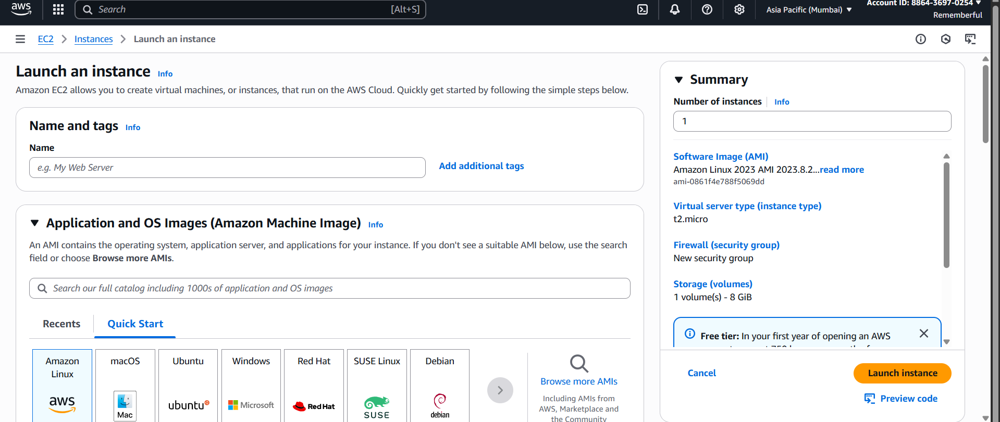 aws
Search [Alt+S]
Asia Pacific (Mumbai)
Account ID: 8864-3697-0254
Rememberful
EC2 Instances Launch an instance
Launch an instance Info
Amazon EC2 allows you to create virtual machines, or instances, that run on the AWS Cloud. Quickly get started by following the simple steps below.
Name and tags Info
Name
e.g. My Web Server
Add additional tags
Application and OS Images (Amazon Machine Image) Info
An AMI contains the operating system, application server, and applications for your instance. If you don't see a suitable AMI below, use the search
field or choose Browse more AMIs.
Search our full catalog including 1000s of application and OS images
Recents
Quick Start
Amazon
Linux
aws
macOS
Mac
Ubuntu
ubuntu
Windows
Microsoft
Red Hat
Red Hat
SUSE Linux
SUSE
Debian
debian
Browse more AMIs
Including AMIs from
AWS, Marketplace and
the Community
Summary
Number of instances Info
1
Software Image (AMI)
Amazon Linux 2023 AMI 2023.8.2...read more
ami-0861f4e788f5069dd
Virtual server type (instance type)
t2.micro
Firewall (security group)
New security group
Storage (volumes)
1 volume(s) - 8 GiB
Free tier: In your first year of opening an AWS
Cancel
Launch instance
Preview code